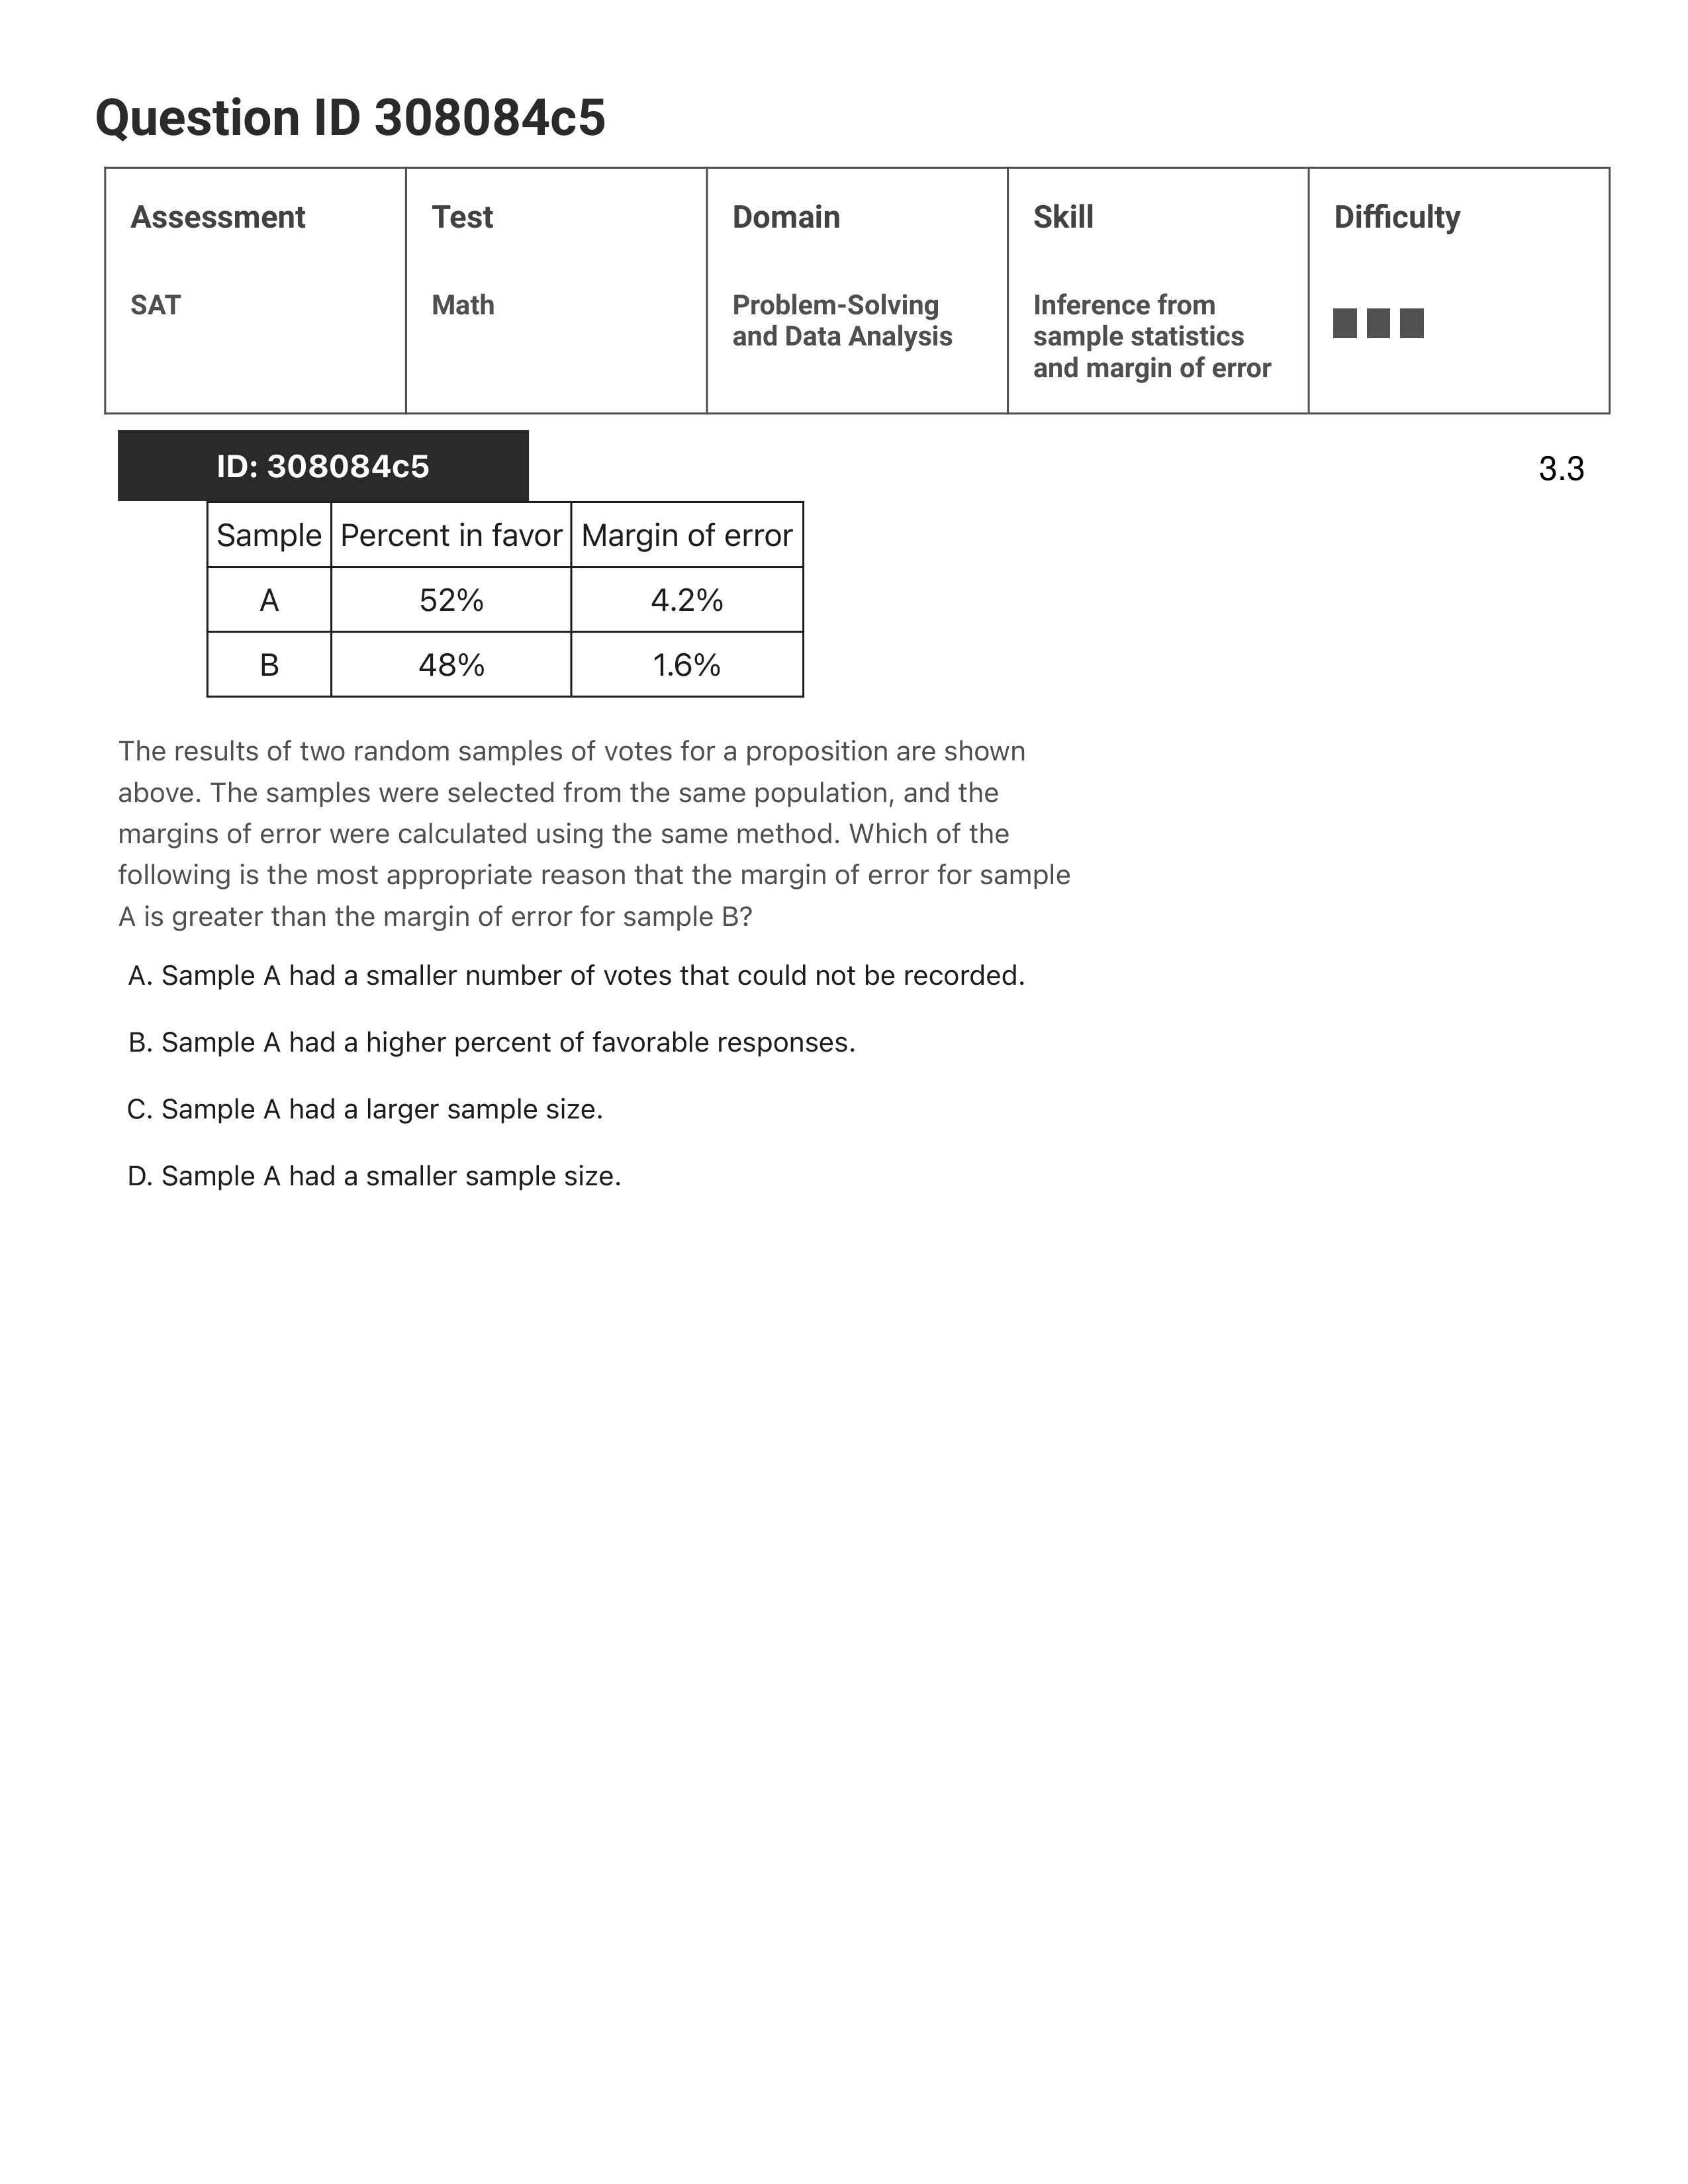 Question ID 308084c5
Assessment Test Domain Skill Difficulty
SAT Math Problem-Solving and Data Analysis Inference from sample statistics and margin of error
ID: 308084c5 3.3
Sample Percent in favor Margin of error
A 52% 4.2%
B 48% 1.6%
The results of two random samples of votes for a proposition are shown
above. The samples were selected from the same population, and the
margins of error were calculated using the same method. Which of the
following is the most appropriate reason that the margin of error for sample
A is greater than the margin of error for sample B?
A. Sample A had a smaller number of votes that could not be recorded.
B. Sample A had a higher percent of favorable responses.
C. Sample A had a larger sample size.
D. Sample A had a smaller sample size.